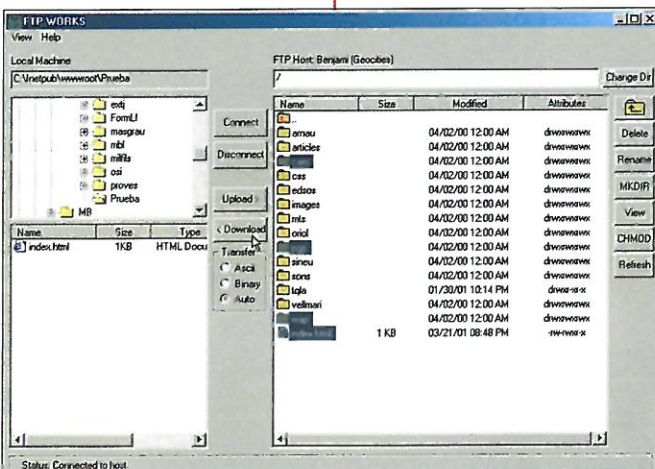 FTP WORKS
View Help
Local Machine
C:\Inetpub\wwwroot\Prueba
exij
FormLl
masgrau
mbl
milfils
osi
proves
Prueba
MB
Name Size Type
index.html 1KB HTML Docu
Connect
Disconnect
Upload >
< Download
Transfer
Ascii
Binary
Auto
FTP Host: Benjami (Geocities)
/
Change Dir
Name Size Modified Attributes
..
arnau 04/02/00 12:00 AM drwxrwxrwx
articles 04/02/00 12:00 AM drwxrwxrwx
04/02/00 12:00 AM drwxrwxrwx
css 04/02/00 12:00 AM drwxrwxrwx
edsos 04/02/00 12:00 AM drwxrwxrwx
images 04/02/00 12:00 AM drwxrwxrwx
mls 04/02/00 12:00 AM drwxrwxrwx
oriol 04/02/00 12:00 AM drwxrwxrwx
04/02/00 12:00 AM drwxrwxrwx
sineu 04/02/00 12:00 AM drwxrwxrwx
sons 04/02/00 12:00 AM drwxrwxrwx
tqla 01/30/01 10:14 PM drwxr-xr-x
vellmari 04/02/00 12:00 AM drwxrwxrwx
04/02/00 12:00 AM drwxrwxrwx
index.html 1 KB 03/21/01 08:48 PM -rw-rwxr-x
Delete
Rename
MKDIR
View
CHMOD
Refresh
Status: Connected to host.